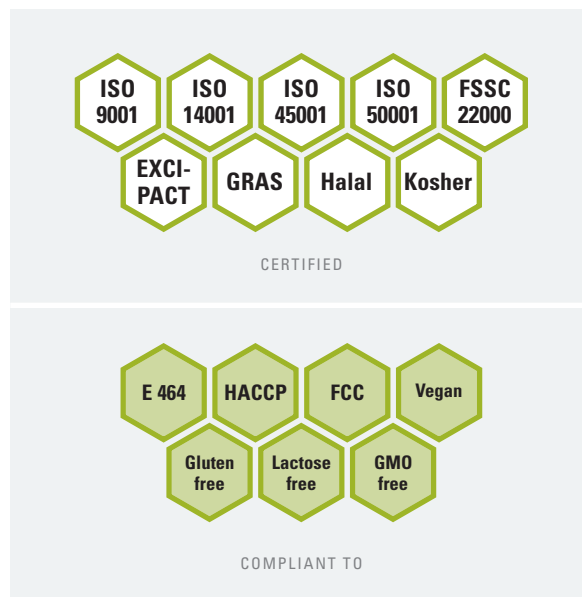 ISO
9001
ISO
14001
ISO
45001
ISO
50001
FSSC
22000
EXCI-
PACT
GRAS
Halal
Kosher
CERTIFIED
E 464
HACCP
FCC
Vegan
Gluten
free
Lactose
free
GMO
free
COMPLIANT TO